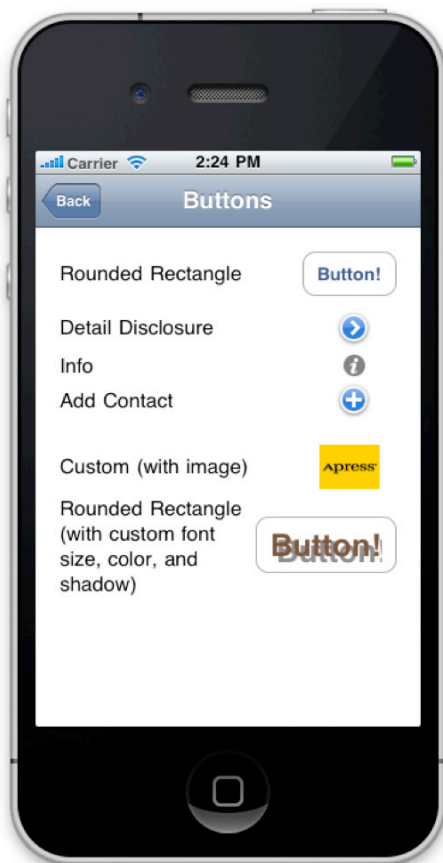 Carrier 2:24 PM
Back Buttons
Rounded Rectangle Button!
Detail Disclosure
Info i
Add Contact
Custom (with image) Apress
Rounded Rectangle
(with custom font
size, color, and
shadow)
Button!